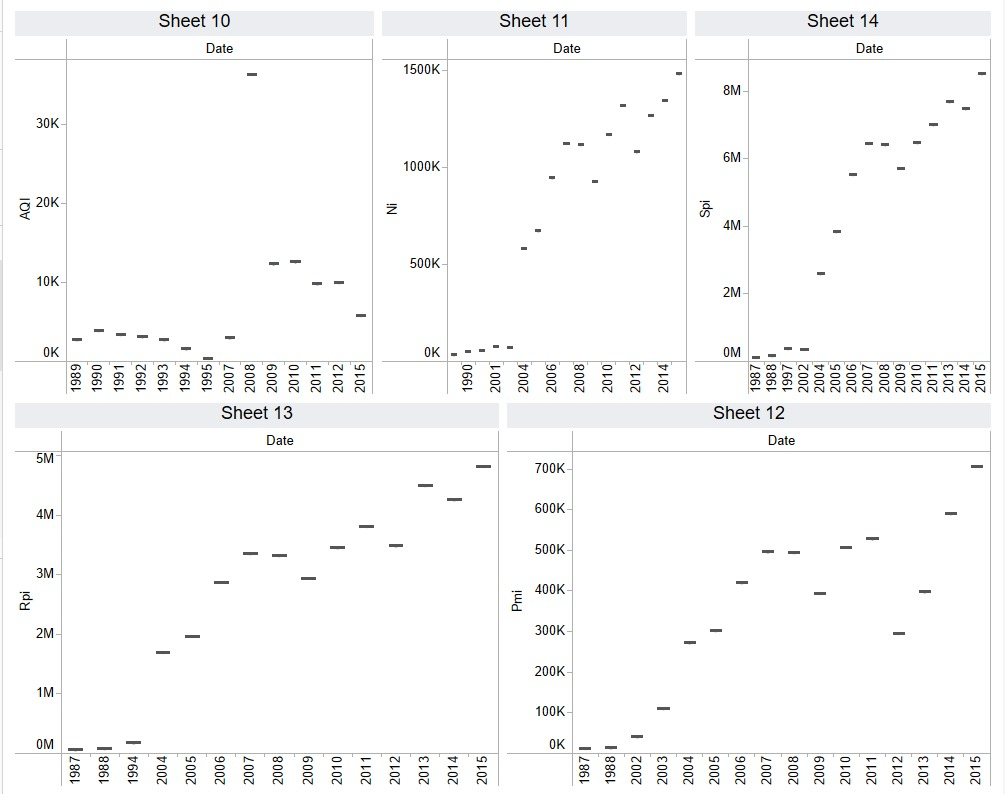 Sheet 10
Date
AQI
30K
20K
10K
0K
1989 1990 1991 1992 1993 1994 1995 2007 2008 2009 2010 2011 2012 2015
Sheet 11
Date
Ni
1500K
1000K
500K
0K
1990 2001 2004 2006 2008 2010 2012 2014
Sheet 14
Date
Spi
8M
6M
4M
2M
0M
1987 1988 1997 2002 2004 2005 2006 2007 2008 2009 2010 2011 2013 2014 2015
Sheet 13
Date
Rpi
5M
4M
3M
2M
1M
0M
1987 1988 1994 2004 2005 2006 2007 2008 2009 2010 2011 2012 2013 2014 2015
Sheet 12
Date
Pmi
700K
600K
500K
400K
300K
200K
100K
0K
1987 1988 2002 2003 2004 2005 2006 2007 2008 2009 2010 2011 2012 2013 2014 2015